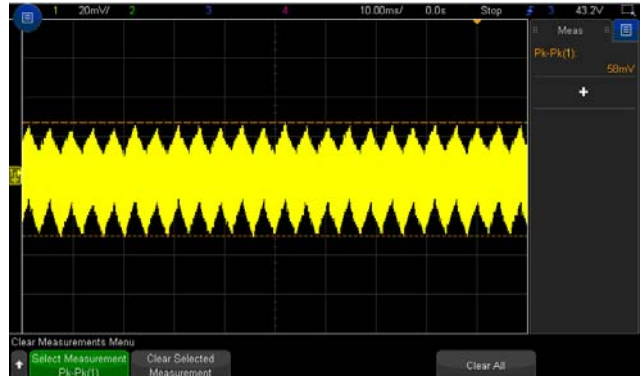 1 20mV/ 2 3 4 10.00ms/ 0.0s Stop 3 43.2V
Meas
Pk-Pk(1):
58mV
+
Clear Measurements Menu
Select Measurement Clear Selected Clear All
Pk-Pk(1) Measurement